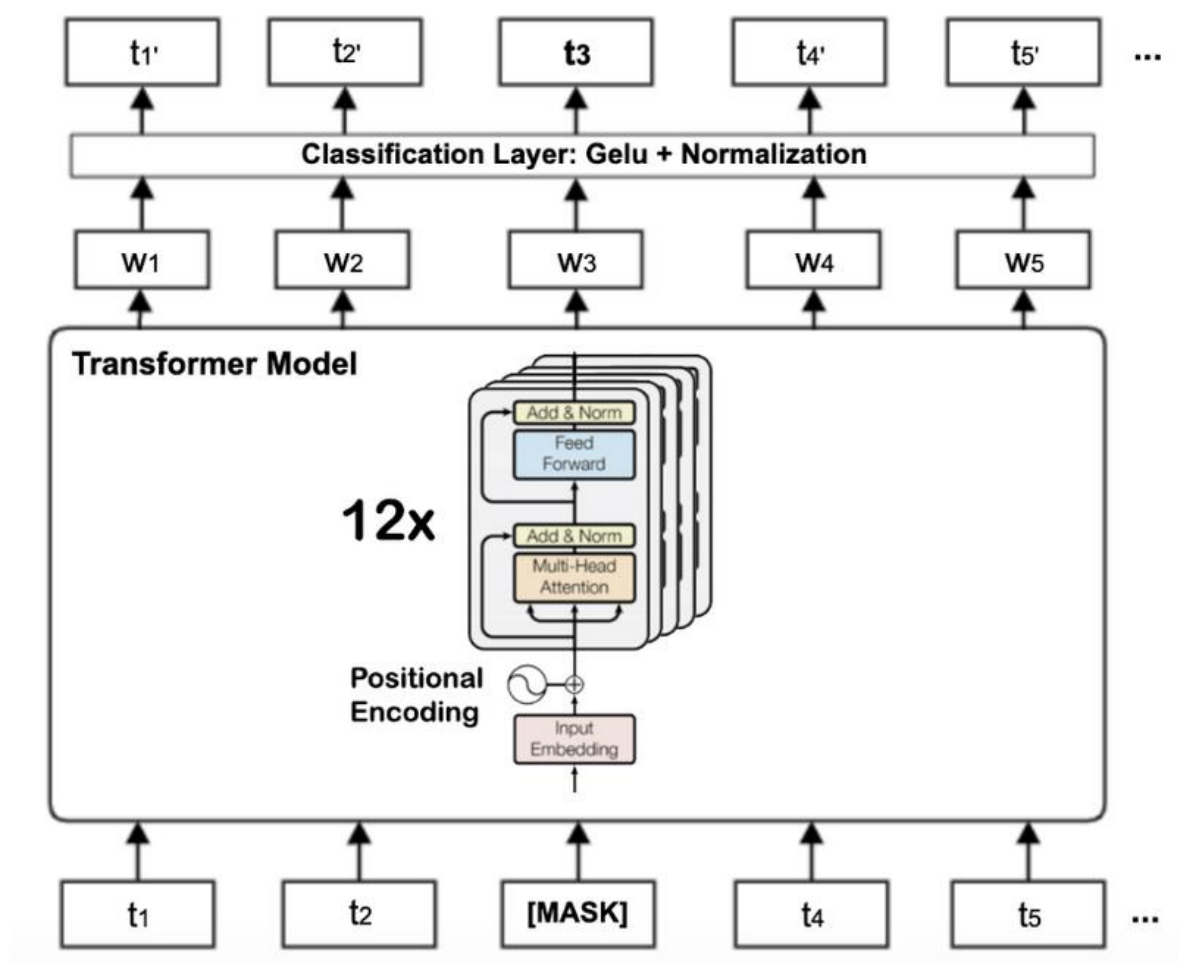 t1' t2' t3 t4' t5' ...
Classification Layer: Gelu + Normalization
w1 w2 w3 w4 w5
Transformer Model
Add & Norm
Feed
Forward
12x
Add & Norm
Multi-Head
Attention
Positional
Encoding
Input
Embedding
t1 t2 [MASK] t4 t5 ...